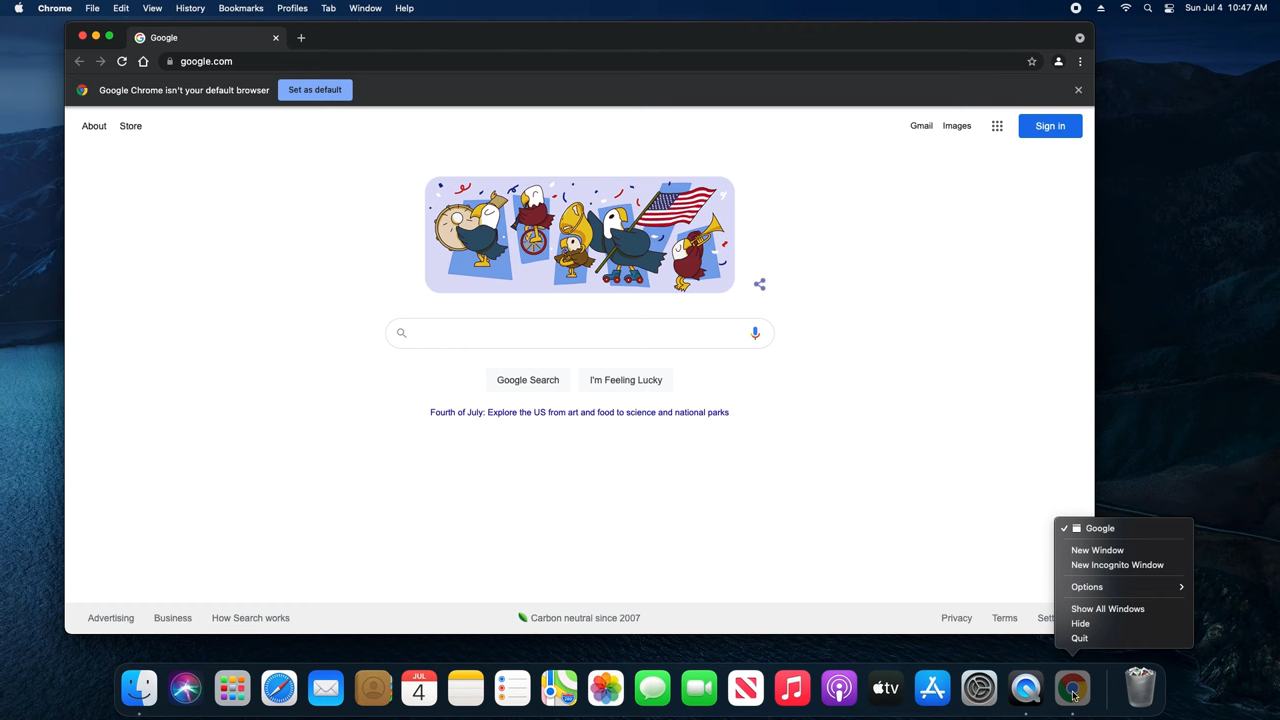 Chrome File Edit View History Bookmarks Profiles Tab Window Help Sun Jul 4 10:47 AM
Google
google.com
Google Chrome isn't your default browser Set as default
About Store Gmail Images Sign in
Google Search I'm Feeling Lucky
Fourth of July: Explore the US from art and food to science and national parks
Google
New Window
New Incognito Window
Options
Show All Windows
Hide
Quit
Advertising Business How Search works Carbon neutral since 2007 Privacy Terms Sett
JUL
4
tv